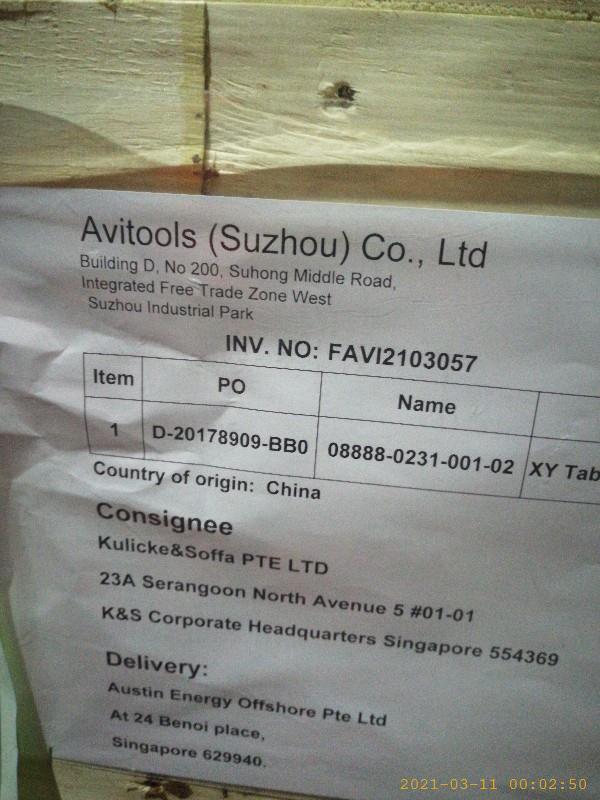 Avitools (Suzhou) Co., Ltd
Building D, No 200, Suhong Middle Road,
Integrated Free Trade Zone West
Suzhou Industrial Park
INV. NO: FAVI2103057
Item PO Name
1 D-20178909-BB0 08888-0231-001-02 XY Tab
Country of origin: China
Consignee
Kulicke&Soffa PTE LTD
23A Serangoon North Avenue 5 #01-01
K&S Corporate Headquarters Singapore 554369
Delivery:
Austin Energy Offshore Pte Ltd
At 24 Benoi place,
Singapore 629940.
2021-03-11 00:02:50